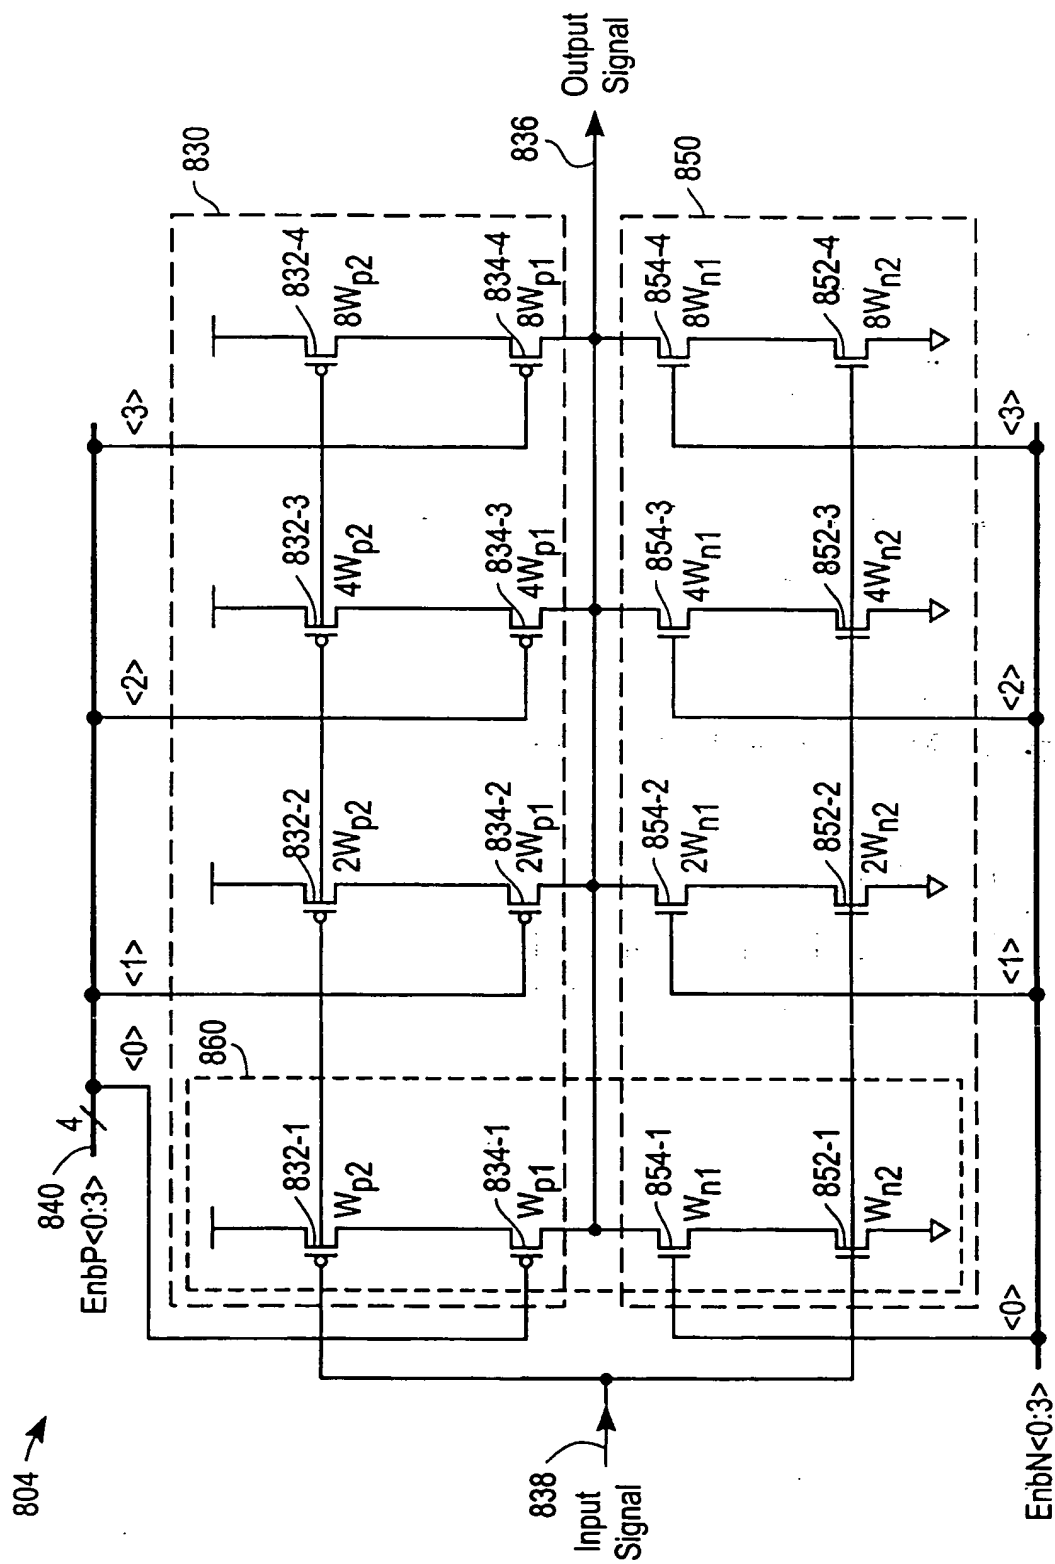 804
830
Output
Signal
836
850
840
4
EnbP<0:3>
<0>
<1>
<2>
<3>
860
832-1
Wp2
832-2
2Wp2
832-3
4Wp2
832-4
8Wp2
834-1
Wp1
834-2
2Wp1
834-3
4Wp1
834-4
8Wp1
838
Input
Signal
854-1
Wn1
854-2
2Wn1
854-3
4Wn1
854-4
8Wn1
852-1
Wn2
852-2
2Wn2
852-3
4Wn2
852-4
8Wn2
<0>
<1>
<2>
<3>
EnbN<0:3>